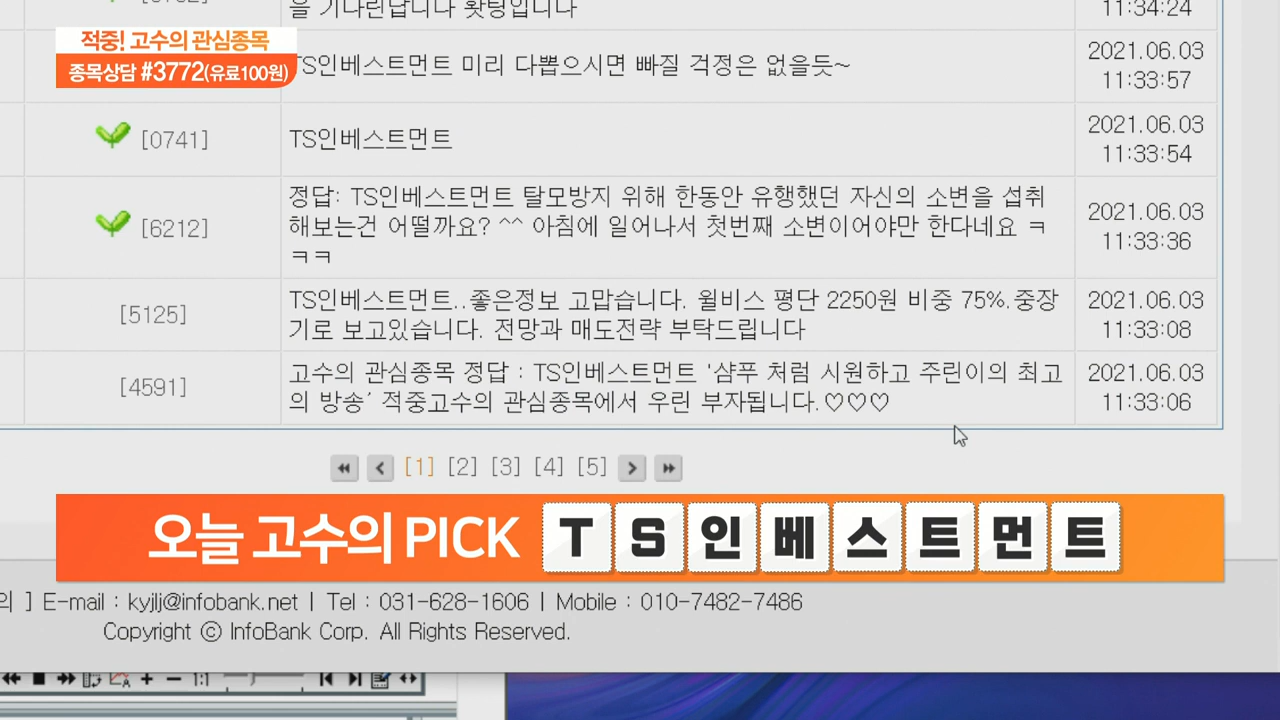 을 기다린답니다 홧팅입니다
11:34:24
적중! 고수의 관심종목
종목상담 #3772(유료100원)
TS인베스트먼트 미리 다뽑으시면 빠질 걱정은 없을듯~
2021.06.03
11:33:57
[0741]
TS인베스트먼트
2021.06.03
11:33:54
[6212]
정답: TS인베스트먼트 탈모방지 위해 한동안 유행했던 자신의 소변을 섭취
해보는건 어떨까요? ^^ 아침에 일어나서 첫번째 소변이어야만 한다네요 ㅋ
ㅋㅋ
2021.06.03
11:33:36
[5125]
TS인베스트먼트..좋은정보 고맙습니다. 윌비스 평단 2250원 비중 75%.중장
기로 보고있습니다. 전망과 매도전략 부탁드립니다
2021.06.03
11:33:08
[4591]
고수의 관심종목 정답 : TS인베스트먼트 '샴푸 처럼 시원하고 주린이의 최고
의 방송' 적중고수의 관심종목에서 우린 부자됩니다.♡♡♡
2021.06.03
11:33:06
[1] [2] [3] [4] [5]
오늘 고수의 PICK TS인베스트먼트
의 ] E-mail : kyjlj@infobank.net | Tel : 031-628-1606 | Mobile : 010-7482-7486
Copyright ⓒ InfoBank Corp. All Rights Reserved.
1:1